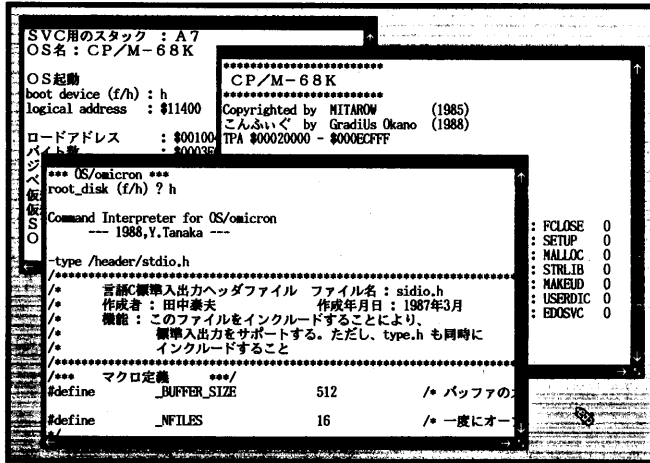 SVC用のスタック : A7
OS名 : CP/M-68K
OS起動
boot device (f/h) : h
logical address : $11400
ロードアドレス : $00100
バイト数 : $0003F
************************
CP/M-68K
************************
Copyrighted by MITAROW (1985)
こんふぃぐ by GradiUs Okano (1988)
TPA $00020000 - $000ECFFF
: FCLOSE 0
: SETUP 0
: MALLOC 0
: STRLIB 0
: MAKEUD 0
: USERDIC 0
: EDOSVC 0
*** OS/omicron ***
root_disk (f/h) ? h
Command Interpreter for OS/omicron
--- 1988,Y.Tanaka ---
-type /header/stdio.h
/* 言語C標準入出力ヘッダファイル ファイル名 : sidio.h
/* 作成者 : 田中泰夫 作成年月日 : 1987年3月
/* 機能 : このファイルをインクルードすることにより、
/* 標準入出力をサポートする。ただし、type.h も同時に
/* インクルードすること
/*** マクロ定義 ***/
#define _BUFFER_SIZE 512 /* バッファの
#define _NFILES 16 /* 一度にオー
*/